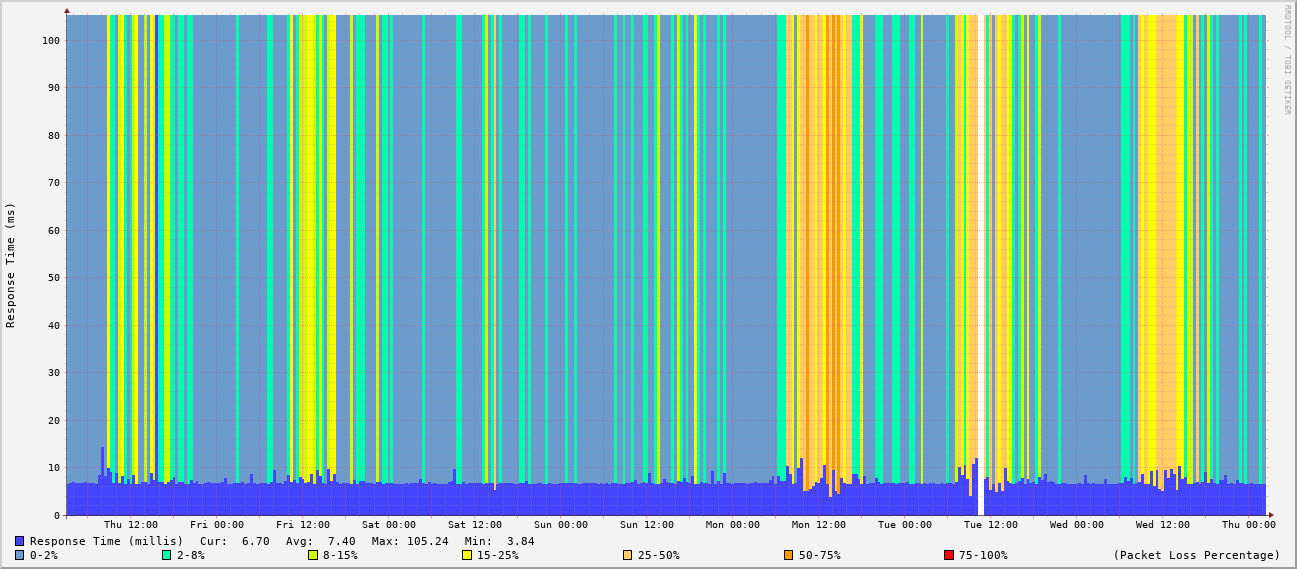 RRDTOOL / TOBI OETIKER
Response Time (ms)
100
90
80
70
60
50
40
30
20
10
0
Thu 12:00 Fri 00:00 Fri 12:00 Sat 00:00 Sat 12:00 Sun 00:00 Sun 12:00 Mon 00:00 Mon 12:00 Tue 00:00 Tue 12:00 Wed 00:00 Wed 12:00 Thu 00:00
Response Time (millis) Cur: 6.70 Avg: 7.40 Max: 105.24 Min: 3.84
0-2% 2-8% 8-15% 15-25% 25-50% 50-75% 75-100% (Packet Loss Percentage)